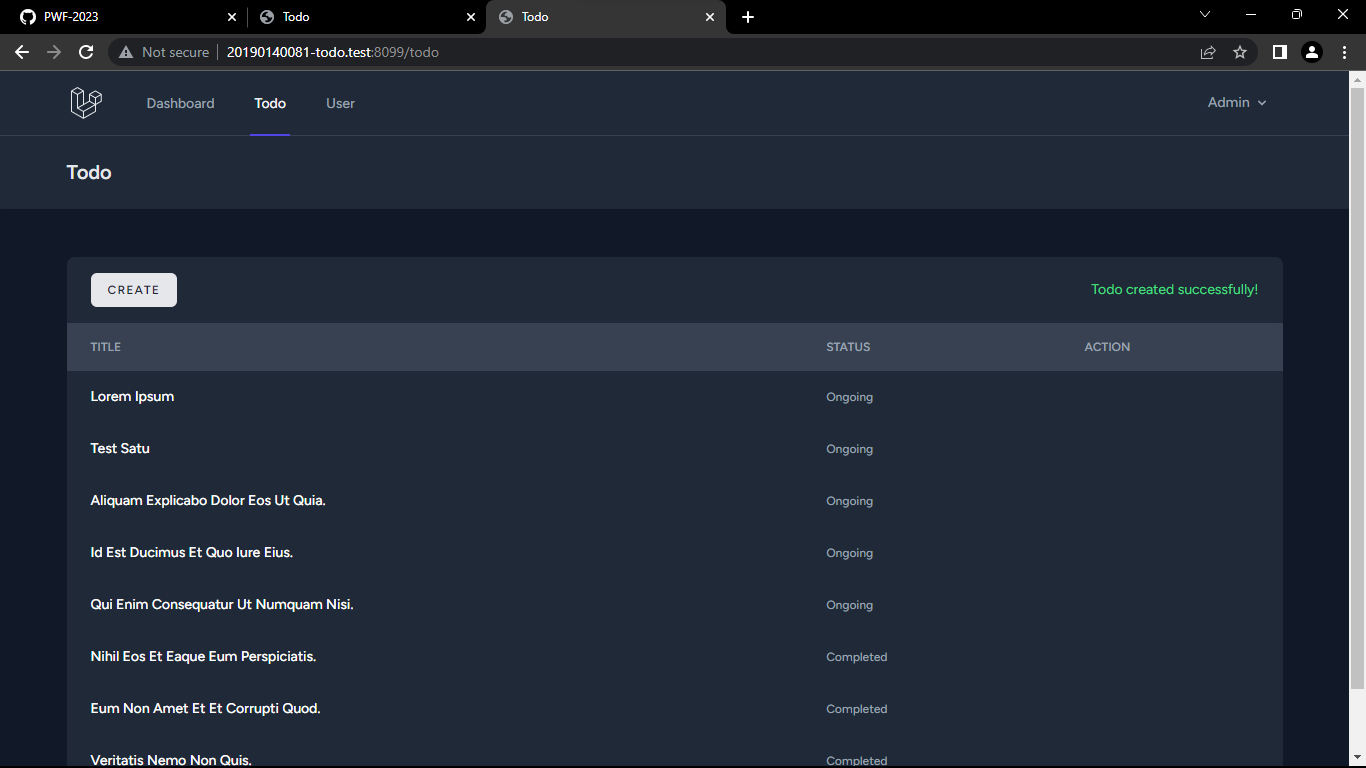 PWF-2023
Todo
Todo
Not secure 20190140081-todo.test:8099/todo
Dashboard Todo User Admin
Todo
CREATE Todo created successfully!
TITLE STATUS ACTION
Lorem Ipsum Ongoing
Test Satu Ongoing
Aliquam Explicabo Dolor Eos Ut Quia. Ongoing
Id Est Ducimus Et Quo Iure Eius. Ongoing
Qui Enim Consequatur Ut Numquam Nisi. Ongoing
Nihil Eos Et Eaque Eum Perspiciatis. Completed
Eum Non Amet Et Et Corrupti Quod. Completed
Veritatis Nemo Non Quis. Completed